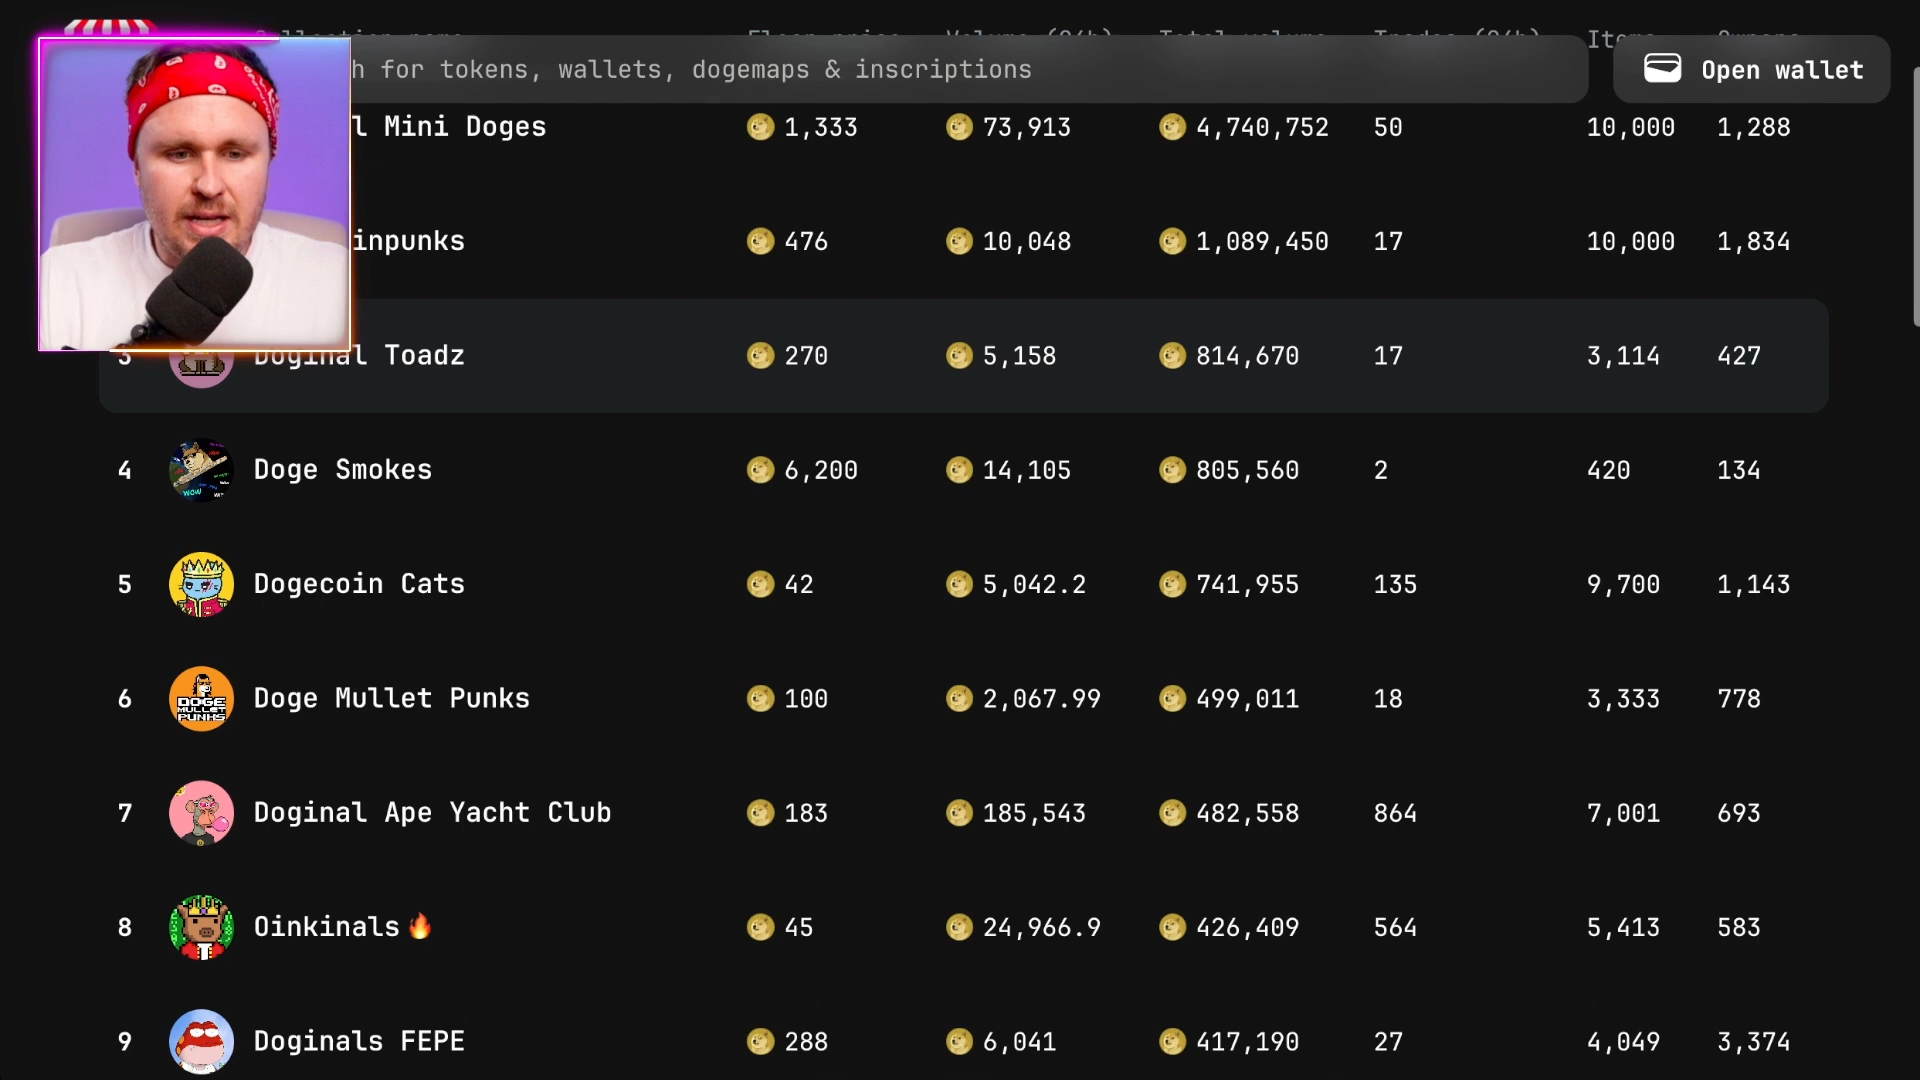 h for tokens, wallets, dogemaps & inscriptions
Open wallet
l Mini Doges 1,333 73,913 4,740,752 50 10,000 1,288
inpunks 476 10,048 1,089,450 17 10,000 1,834
3 Doginal Toadz 270 5,158 814,670 17 3,114 427
4 Doge Smokes 6,200 14,105 805,560 2 420 134
5 Dogecoin Cats 42 5,042.2 741,955 135 9,700 1,143
DOGE
MULLET
PUNKS
6 Doge Mullet Punks 100 2,067.99 499,011 18 3,333 778
7 Doginal Ape Yacht Club 183 185,543 482,558 864 7,001 693
8 Oinkinals🔥 45 24,966.9 426,409 564 5,413 583
9 Doginals FEPE 288 6,041 417,190 27 4,049 3,374